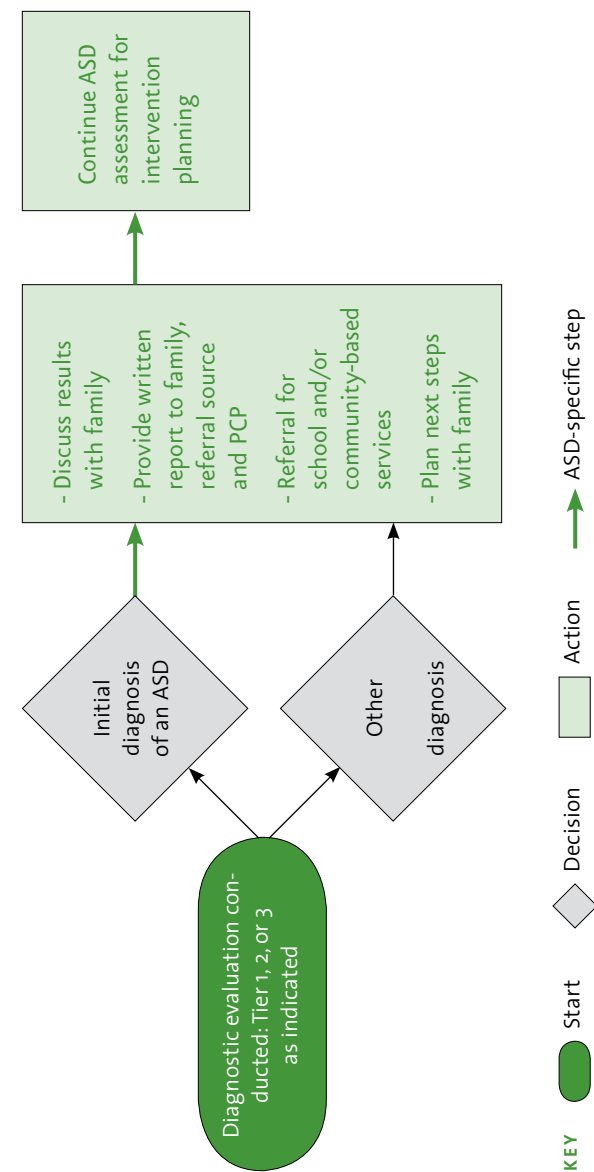 Diagnostic evaluation con-
ducted: Tier 1, 2, or 3
as indicated
Initial
diagnosis
of an ASD
Other
diagnosis
- Discuss results
with family
- Provide written
report to family,
referral source
and PCP
- Referral for
school and/or
community-based
services
- Plan next steps
with family
Continue ASD
assessment for
intervention
planning
KEY
Start
Decision
Action
ASD-specific step